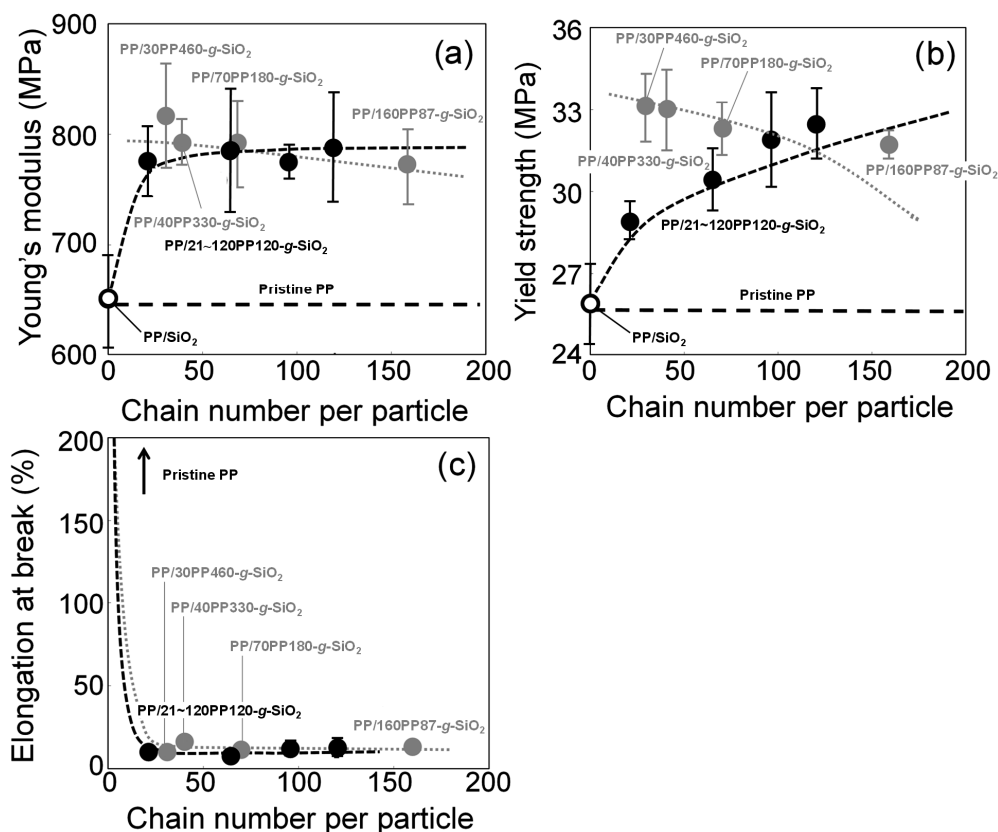 900
800
700
600
0
50
100
150
200
Young's modulus (MPa)
Chain number per particle
(a)
PP/30PP460-g-SiO₂
PP/70PP180-g-SiO₂
PP/160PP87-g-SiO₂
PP/40PP330-g-SiO₂
PP/21~120PP120-g-SiO₂
Pristine PP
PP/SiO₂
36
33
30
27
24
0
50
100
150
200
Yield strength (MPa)
Chain number per particle
(b)
PP/30PP460-g-SiO₂
PP/70PP180-g-SiO₂
PP/40PP330-g-SiO₂
PP/160PP87-g-SiO₂
PP/21~120PP120-g-SiO₂
Pristine PP
PP/SiO₂
200
150
100
50
0
0
50
100
150
200
Elongation at break (%)
Chain number per particle
(c)
Pristine PP
PP/30PP460-g-SiO₂
PP/40PP330-g-SiO₂
PP/70PP180-g-SiO₂
PP/21~120PP120-g-SiO₂
PP/160PP87-g-SiO₂